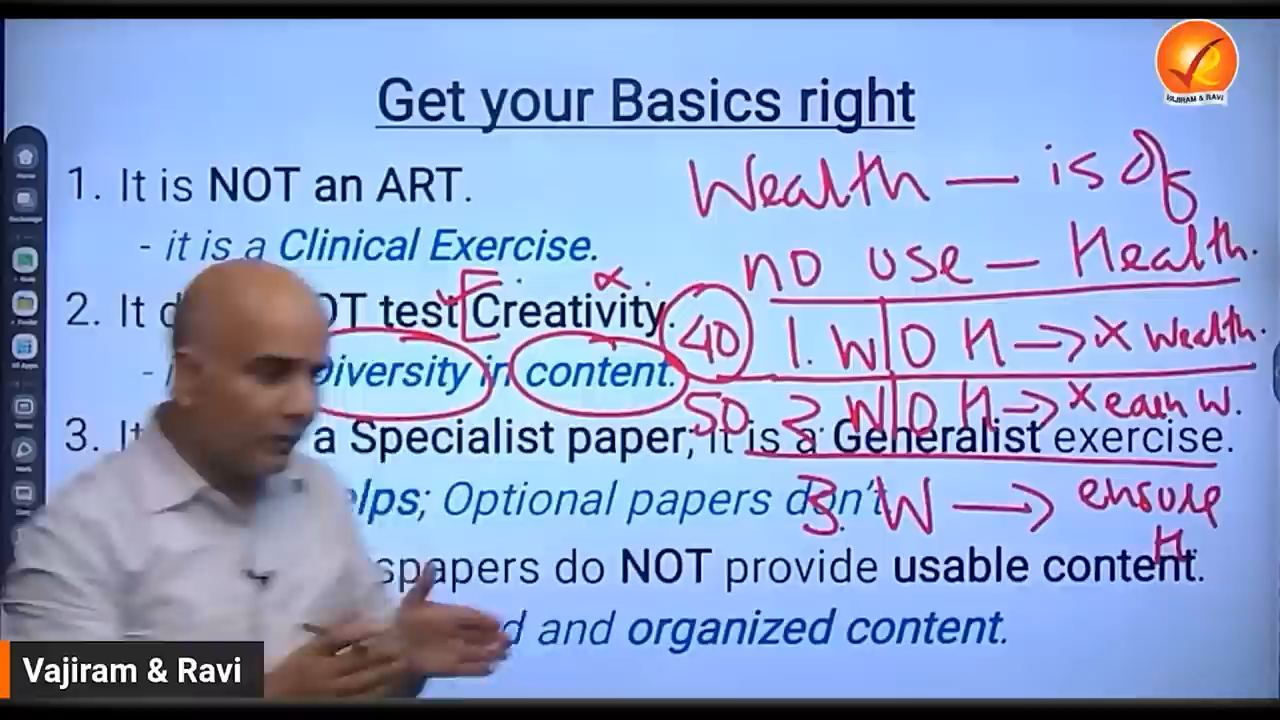 VAJIRAM & RAVI
Get your Basics right
1. It is NOT an ART.
- it is a Clinical Exercise.
2. It OT test Creativity.
- Diversity in content.
3. It a Specialist paper; it is a Generalist exercise.
elps; Optional papers don't
spapers do NOT provide usable content.
and organized content.
Wealth — is of
no use — Health.
40 1. W/O H → x Wealth.
50 2 W/O H → x earn W.
3. W → ensure
H.
Vajiram & Ravi